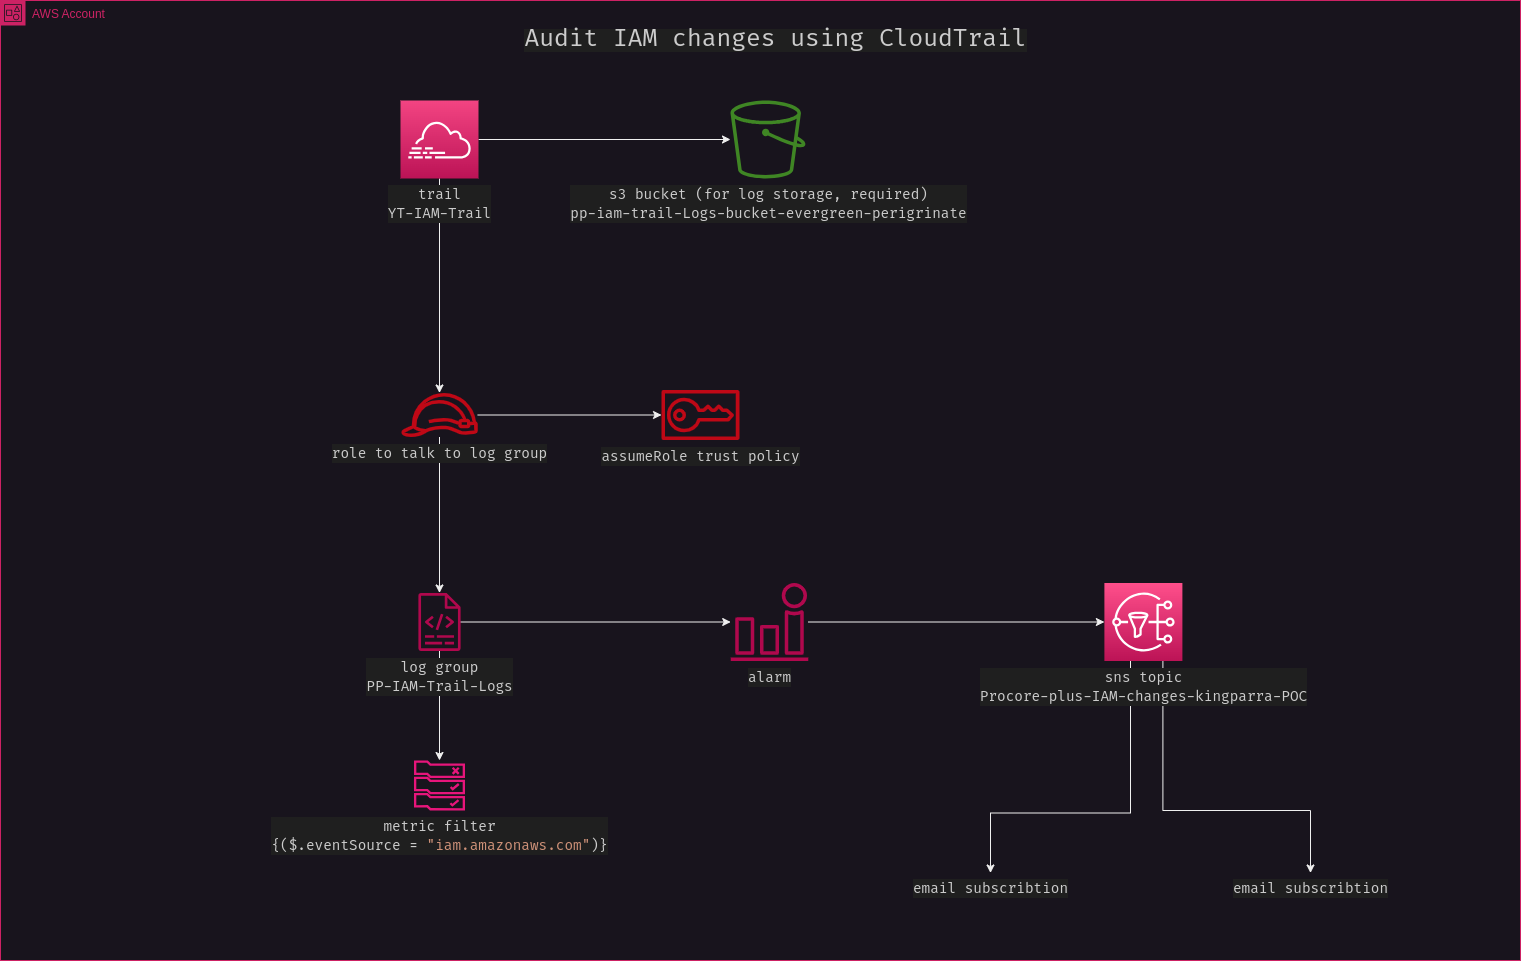 AWS Account
Audit IAM changes using CloudTrail
trail
YT-IAM-Trail
s3 bucket (for log storage, required)
pp-iam-trail-Logs-bucket-evergreen-perigrinate
role to talk to log group
assumeRole trust policy
log group
PP-IAM-Trail-Logs
alarm
sns topic
Procore-plus-IAM-changes-kingparra-POC
metric filter
{($.eventSource = "iam.amazonaws.com")}
email subscribtion
email subscribtion